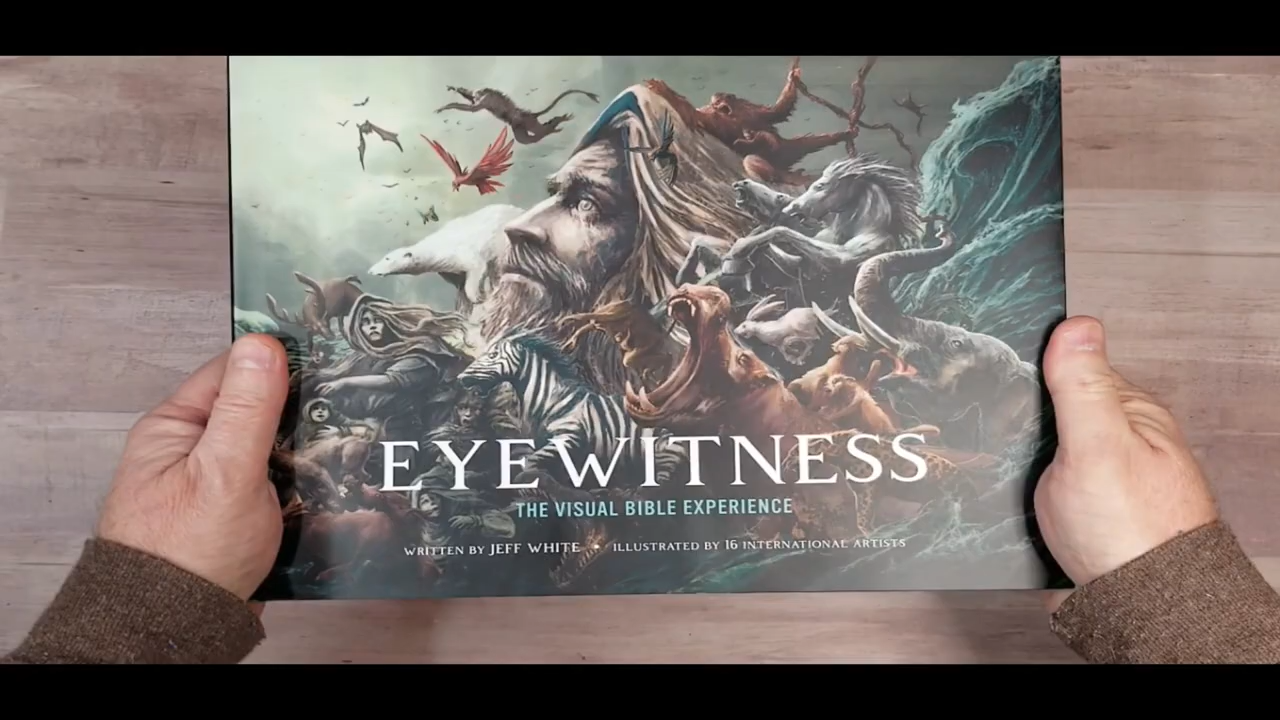 EYEWITNESS
THE VISUAL BIBLE EXPERIENCE
WRITTEN BY JEFF WHITE • ILLUSTRATED BY 16 INTERNATIONAL ARTISTS